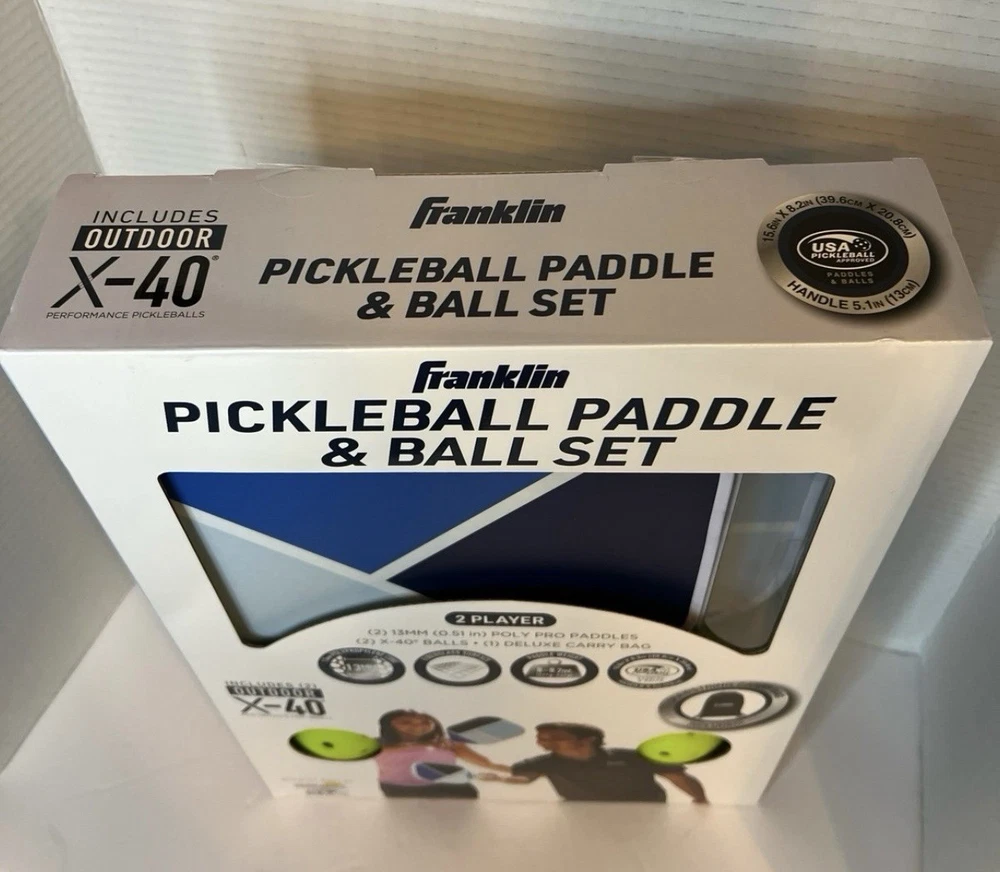 INCLUDES
OUTDOOR
X-40®
PERFORMANCE PICKLEBALLS
Franklin
PICKLEBALL PADDLE
& BALL SET
15.6IN X 8.2IN (39.6CM X 20.8CM)
USA
PICKLEBALL
APPROVED
PADDLES
& BALLS
HANDLE 5.1IN (13CM)
Franklin
PICKLEBALL PADDLE
& BALL SET
2 PLAYER
(2) 13MM (0.51 in) POLY PRO PADDLES
(2) X-40® BALLS • (1) DELUXE CARRY BAG
INCLUDES (2)
OUTDOOR
X-40